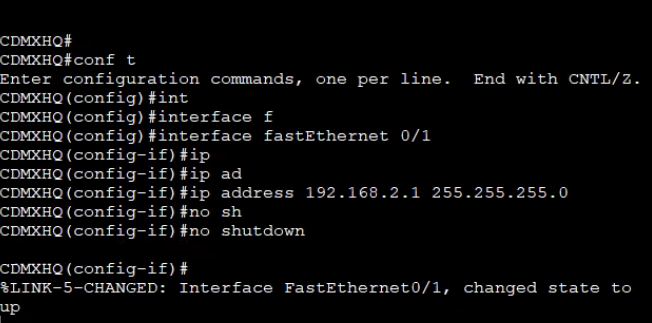 CDMXHQ#
CDMXHQ#conf t
Enter configuration commands, one per line.  End with CNTL/Z.
CDMXHQ(config)#int
CDMXHQ(config)#interface f
CDMXHQ(config)#interface fastEthernet 0/1
CDMXHQ(config-if)#ip
CDMXHQ(config-if)#ip ad
CDMXHQ(config-if)#ip address 192.168.2.1 255.255.255.0
CDMXHQ(config-if)#no sh
CDMXHQ(config-if)#no shutdown
CDMXHQ(config-if)#
%LINK-5-CHANGED: Interface FastEthernet0/1, changed state to
up